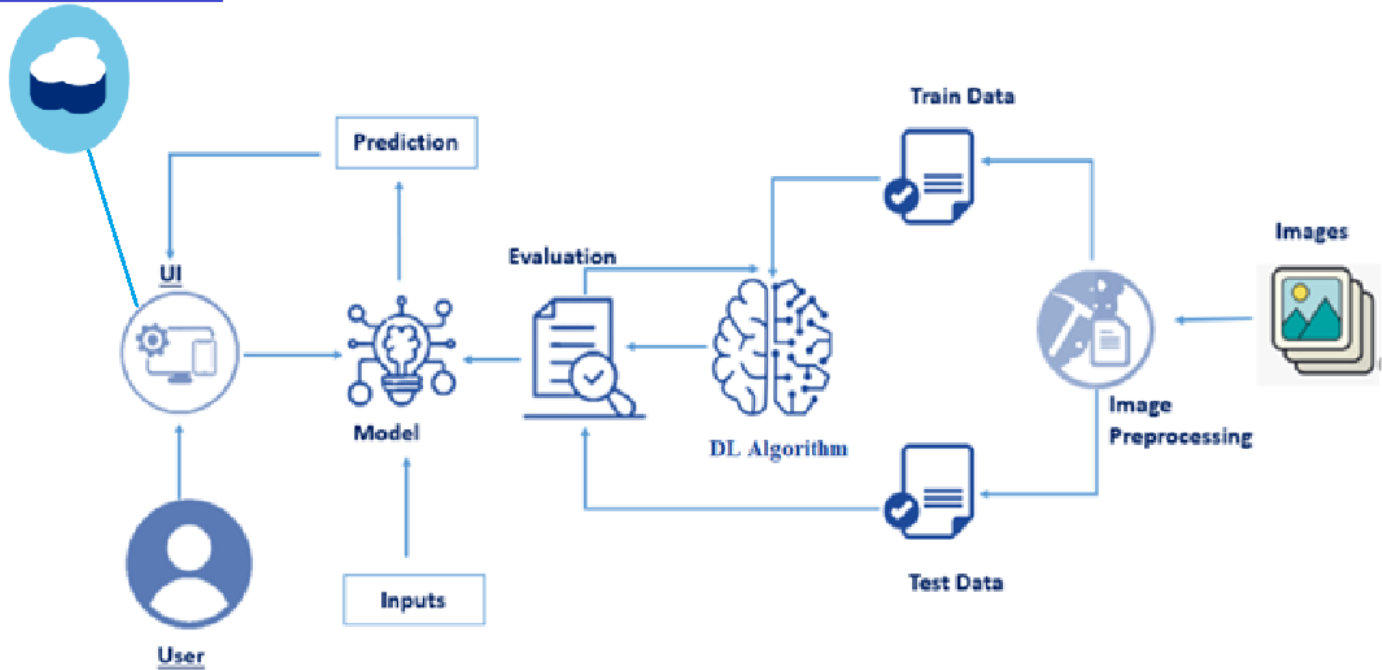 Train Data
Prediction
Images
Evaluation
UI
Image
Preprocessing
Model
DL Algorithm
Test Data
Inputs
User